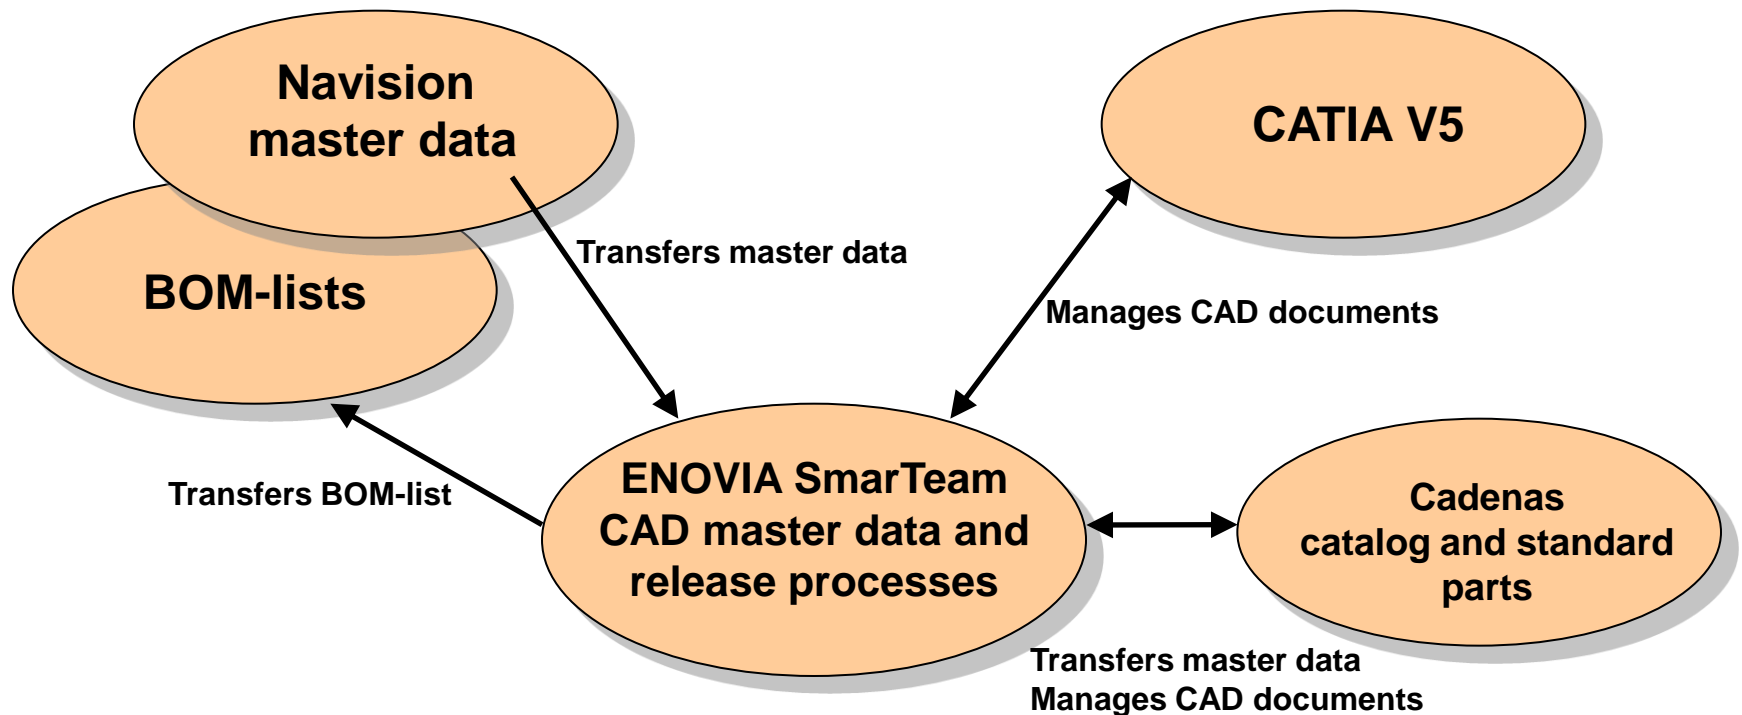 Navision
master data
CATIA V5
Transfers master data
BOM-lists
Manages CAD documents
Transfers BOM-list
ENOVIA SmarTeam
CAD master data and
release processes
Cadenas
catalog and standard
parts
Transfers master data
Manages CAD documents